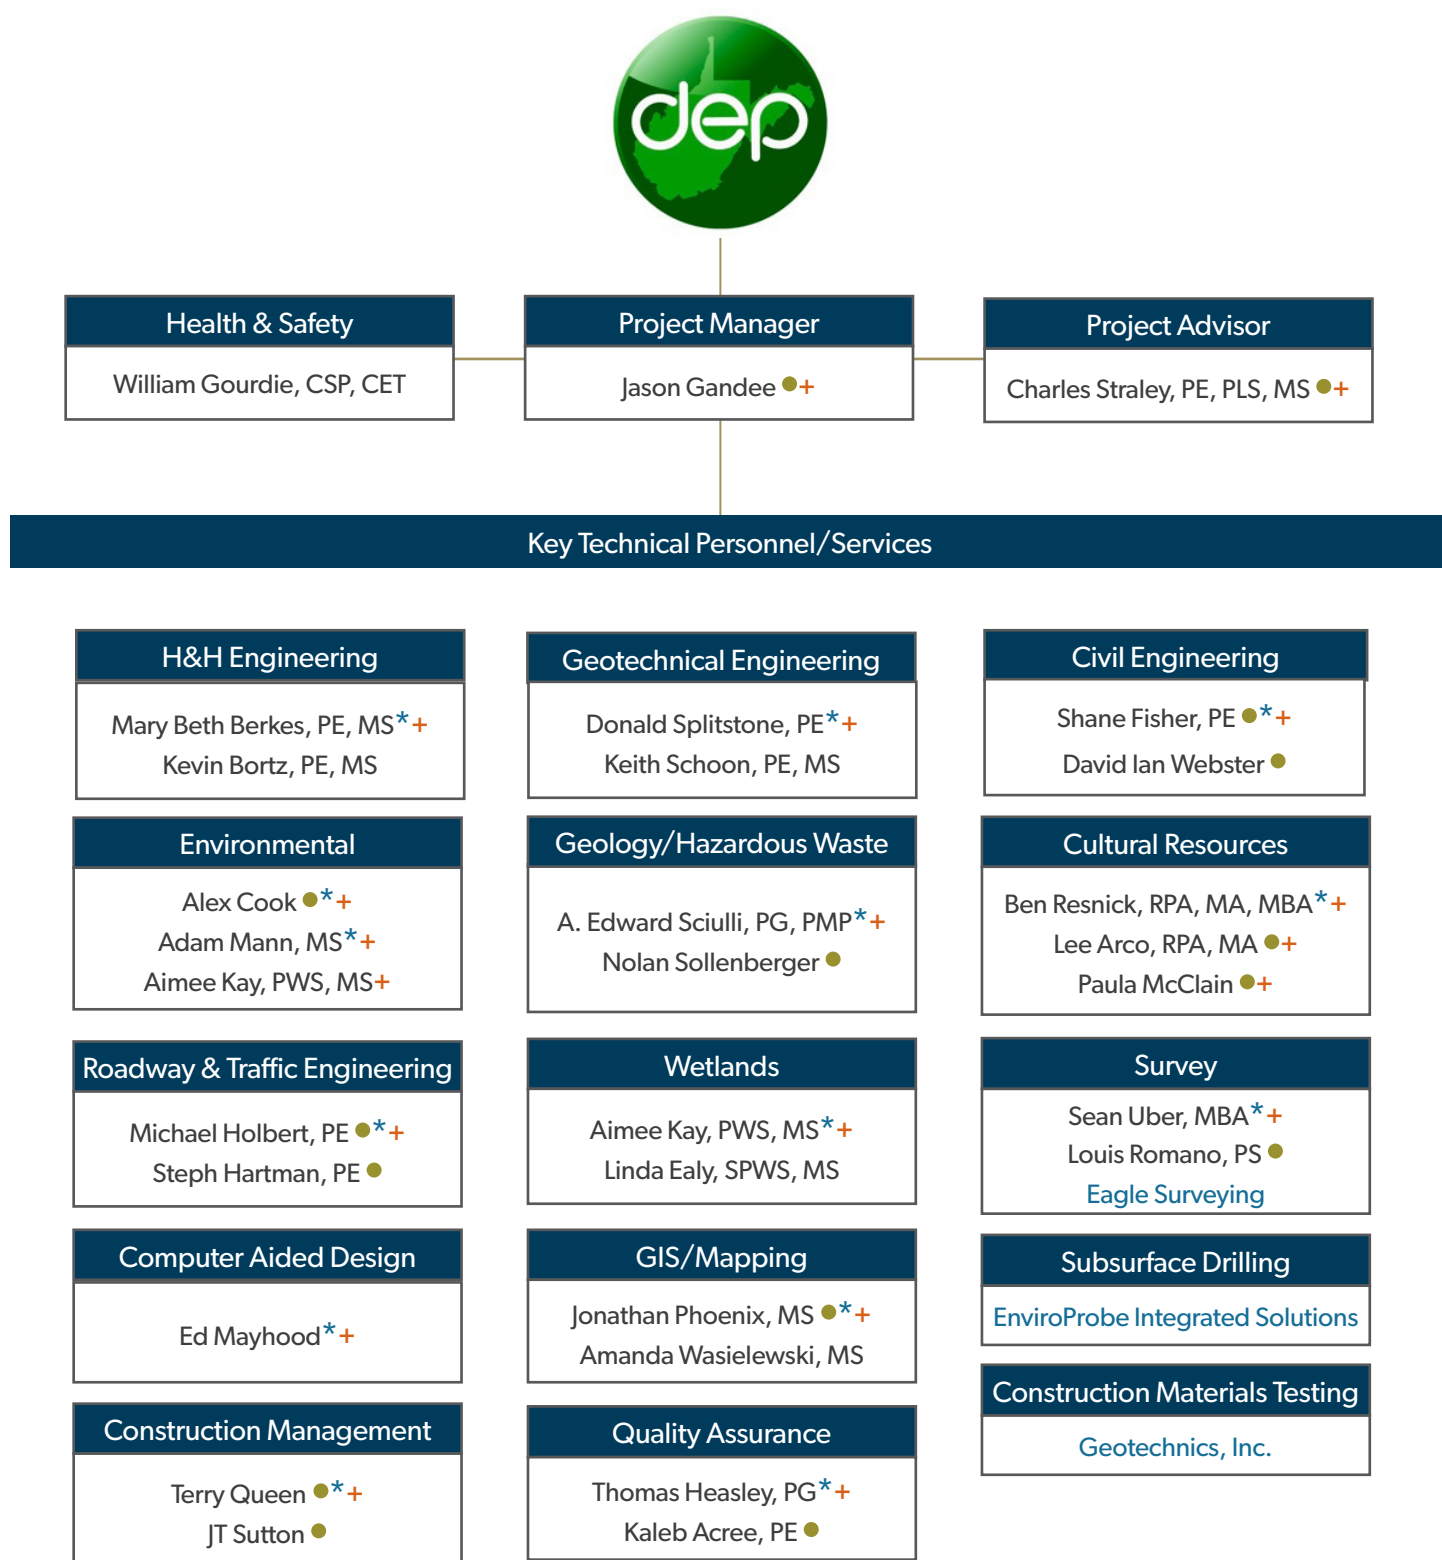 dep
Health & Safety
William Gourdie, CSP, CET
Project Manager
Jason Gandee ●+
Project Advisor
Charles Straley, PE, PLS, MS ●+
Key Technical Personnel/Services
H&H Engineering
Mary Beth Berkes, PE, MS*+
Kevin Bortz, PE, MS
Geotechnical Engineering
Donald Splitstone, PE*+
Keith Schoon, PE, MS
Civil Engineering
Shane Fisher, PE ●*+
David Ian Webster ●
Environmental
Alex Cook ●*+
Adam Mann, MS*+
Aimee Kay, PWS, MS+
Geology/Hazardous Waste
A. Edward Sciulli, PG, PMP*+
Nolan Sollenberger ●
Cultural Resources
Ben Resnick, RPA, MA, MBA*+
Lee Arco, RPA, MA ●+
Paula McClain ●+
Roadway & Traffic Engineering
Michael Holbert, PE ●*+
Steph Hartman, PE ●
Wetlands
Aimee Kay, PWS, MS*+
Linda Ealy, SPWS, MS
Survey
Sean Uber, MBA*+
Louis Romano, PS ●
Eagle Surveying
Computer Aided Design
Ed Mayhood*+
GIS/Mapping
Jonathan Phoenix, MS ●*+
Amanda Wasielewski, MS
Subsurface Drilling
EnviroProbe Integrated Solutions
Construction Materials Testing
Geotechnics, Inc.
Construction Management
Terry Queen ●*+
JT Sutton ●
Quality Assurance
Thomas Heasley, PG*+
Kaleb Acree, PE ●